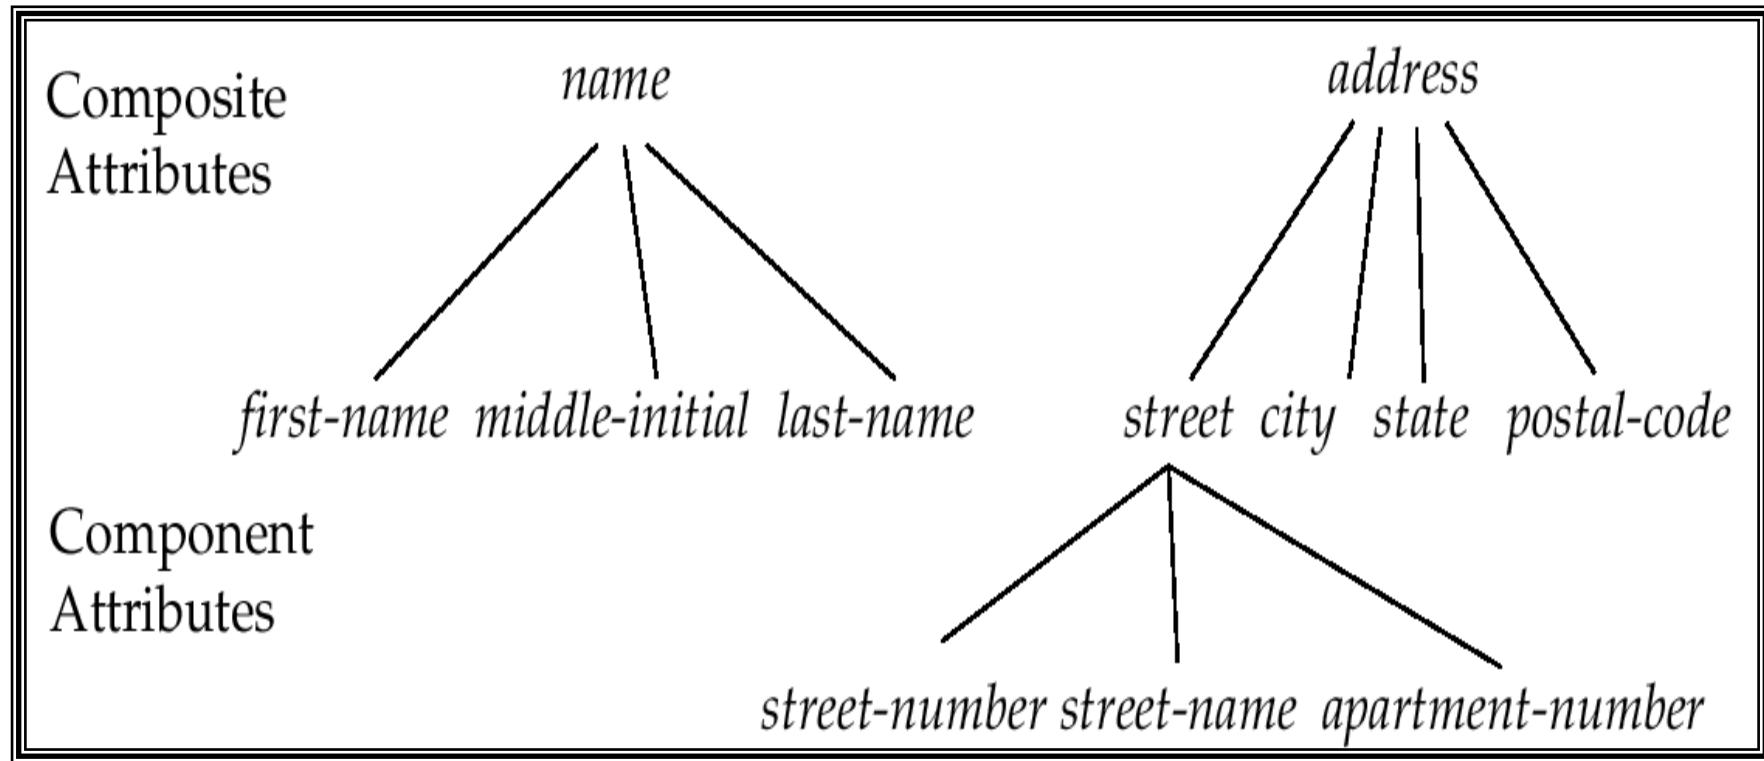 Composite
Attributes
name
address
first-name middle-initial last-name
street city state postal-code
Component
Attributes
street-number street-name apartment-number